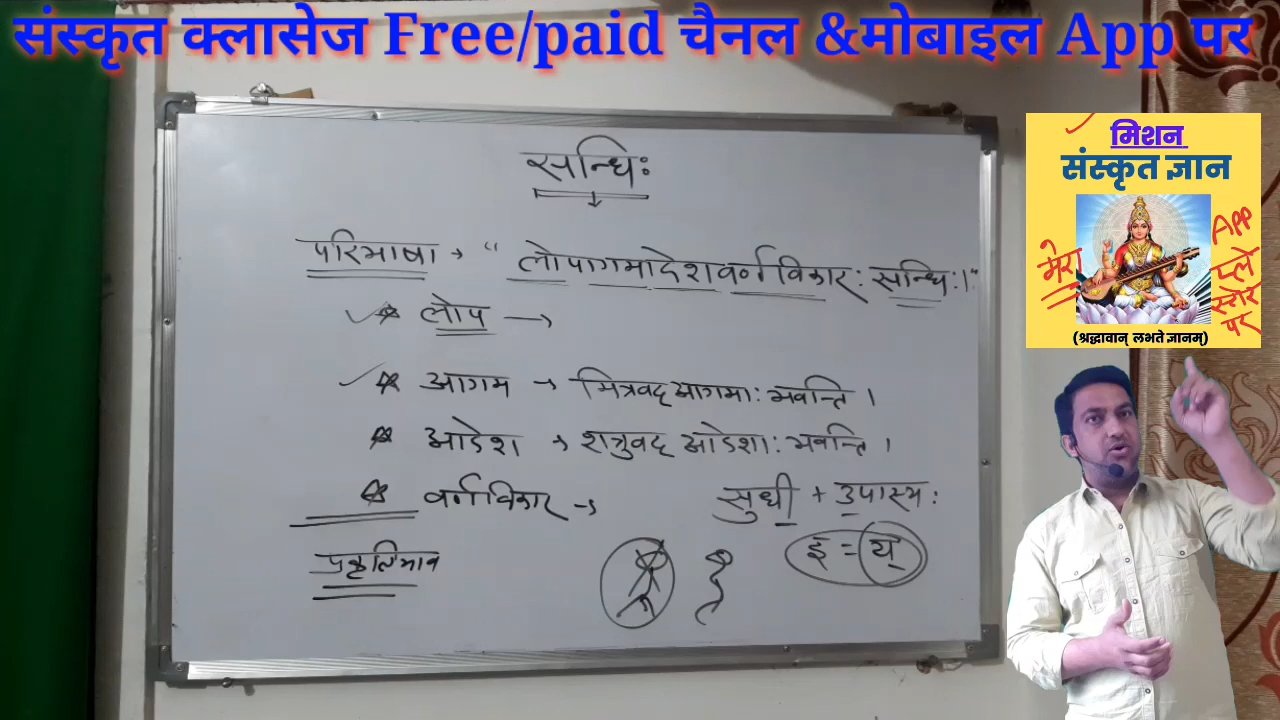 संस्कृत क्लासेज Free/paid चैनल &मोबाइल App पर
सन्धिः
परिभाषा → “ लोपागमादेशवर्णविकारः सन्धिः।"
लोप →
आगम → मित्रवद् आगमाः भवन्ति ।
आदेश → शत्रुवद् आदेशाः भवन्ति ।
वर्णविकार →
सुधी + उपास्यः
ई = य्
प्रकृतिभाव
मिशन
संस्कृत ज्ञान
मेरा
App
प्ले
स्टोर
पर
(श्रद्धावान् लभते ज्ञानम्)